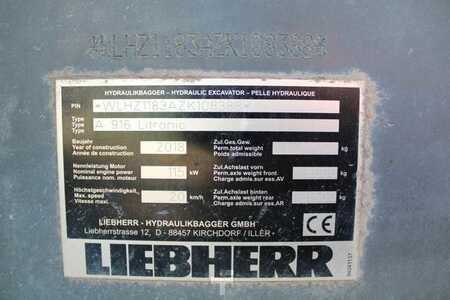 *WLHZ1183AZK108388*
HYDRAULIKBAGGER - HYDRAULIC EXCAVATOR - PELLE HYDRAULIQUE
PIN *WLHZ1183AZK108388*
Type
Type A 916 Litronic
Type
Baujahr
Year of construction 2018
Année de construction
Zul.Ges.Gew.
Perm.total weight kg
Poids admissible
Nennleistung Motor
Nominal engine power 115 kW
Puissance nom. moteur
Zul.Achslast vorn
Perm.axle weight front kg
Charge admis.sur ess.AV
Höchstgeschwindigk.
Max. speed 20 km/h
Vitesse maxi.
Zul.Achslast hinten
Perm.axle weight rear kg
Charge admis.sur ess.AR
LIEBHERR - HYDRAULIKBAGGER GMBH
Liebherrstrasse 12, D - 88457 KIRCHDORF / ILLER
CE
LIEBHERR